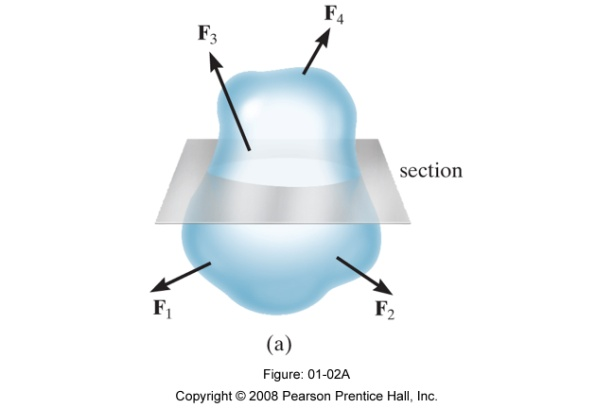 F4
F3
section
F1
F2
(a)
Figure: 01-02A
Copyright © 2008 Pearson Prentice Hall, Inc.